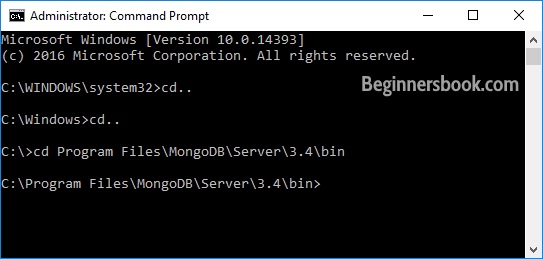 Administrator: Command Prompt
Microsoft Windows [Version 10.0.14393]
(c) 2016 Microsoft Corporation. All rights reserved.
C:\WINDOWS\system32>cd..
Beginnersbook.com
C:\Windows>cd..
C:\>cd Program Files\MongoDB\Server\3.4\bin
C:\Program Files\MongoDB\Server\3.4\bin>